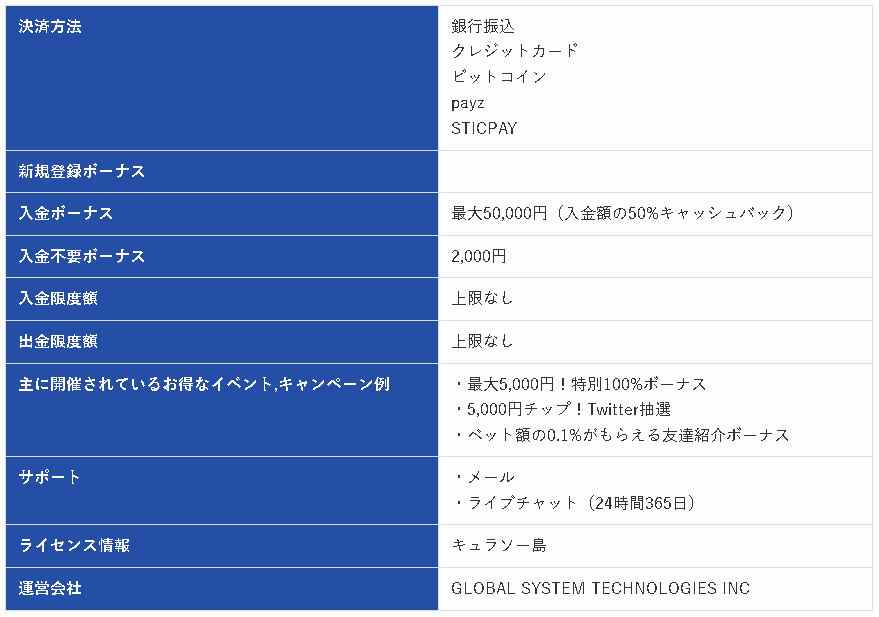 決済方法
銀行振込
クレジットカード
ビットコイン
payz
STICPAY
新規登録ボーナス
入金ボーナス
最大50,000円（入金額の50%キャッシュバック）
入金不要ボーナス
2,000円
入金限度額
上限なし
出金限度額
上限なし
主に開催されているお得なイベント,キャンペーン例
・最大5,000円！特別100%ボーナス
・5,000円チップ！Twitter抽選
・ベット額の0.1%がもらえる友達紹介ボーナス
サポート
・メール
・ライブチャット（24時間365日）
ライセンス情報
キュラソー島
運営会社
GLOBAL SYSTEM TECHNOLOGIES INC